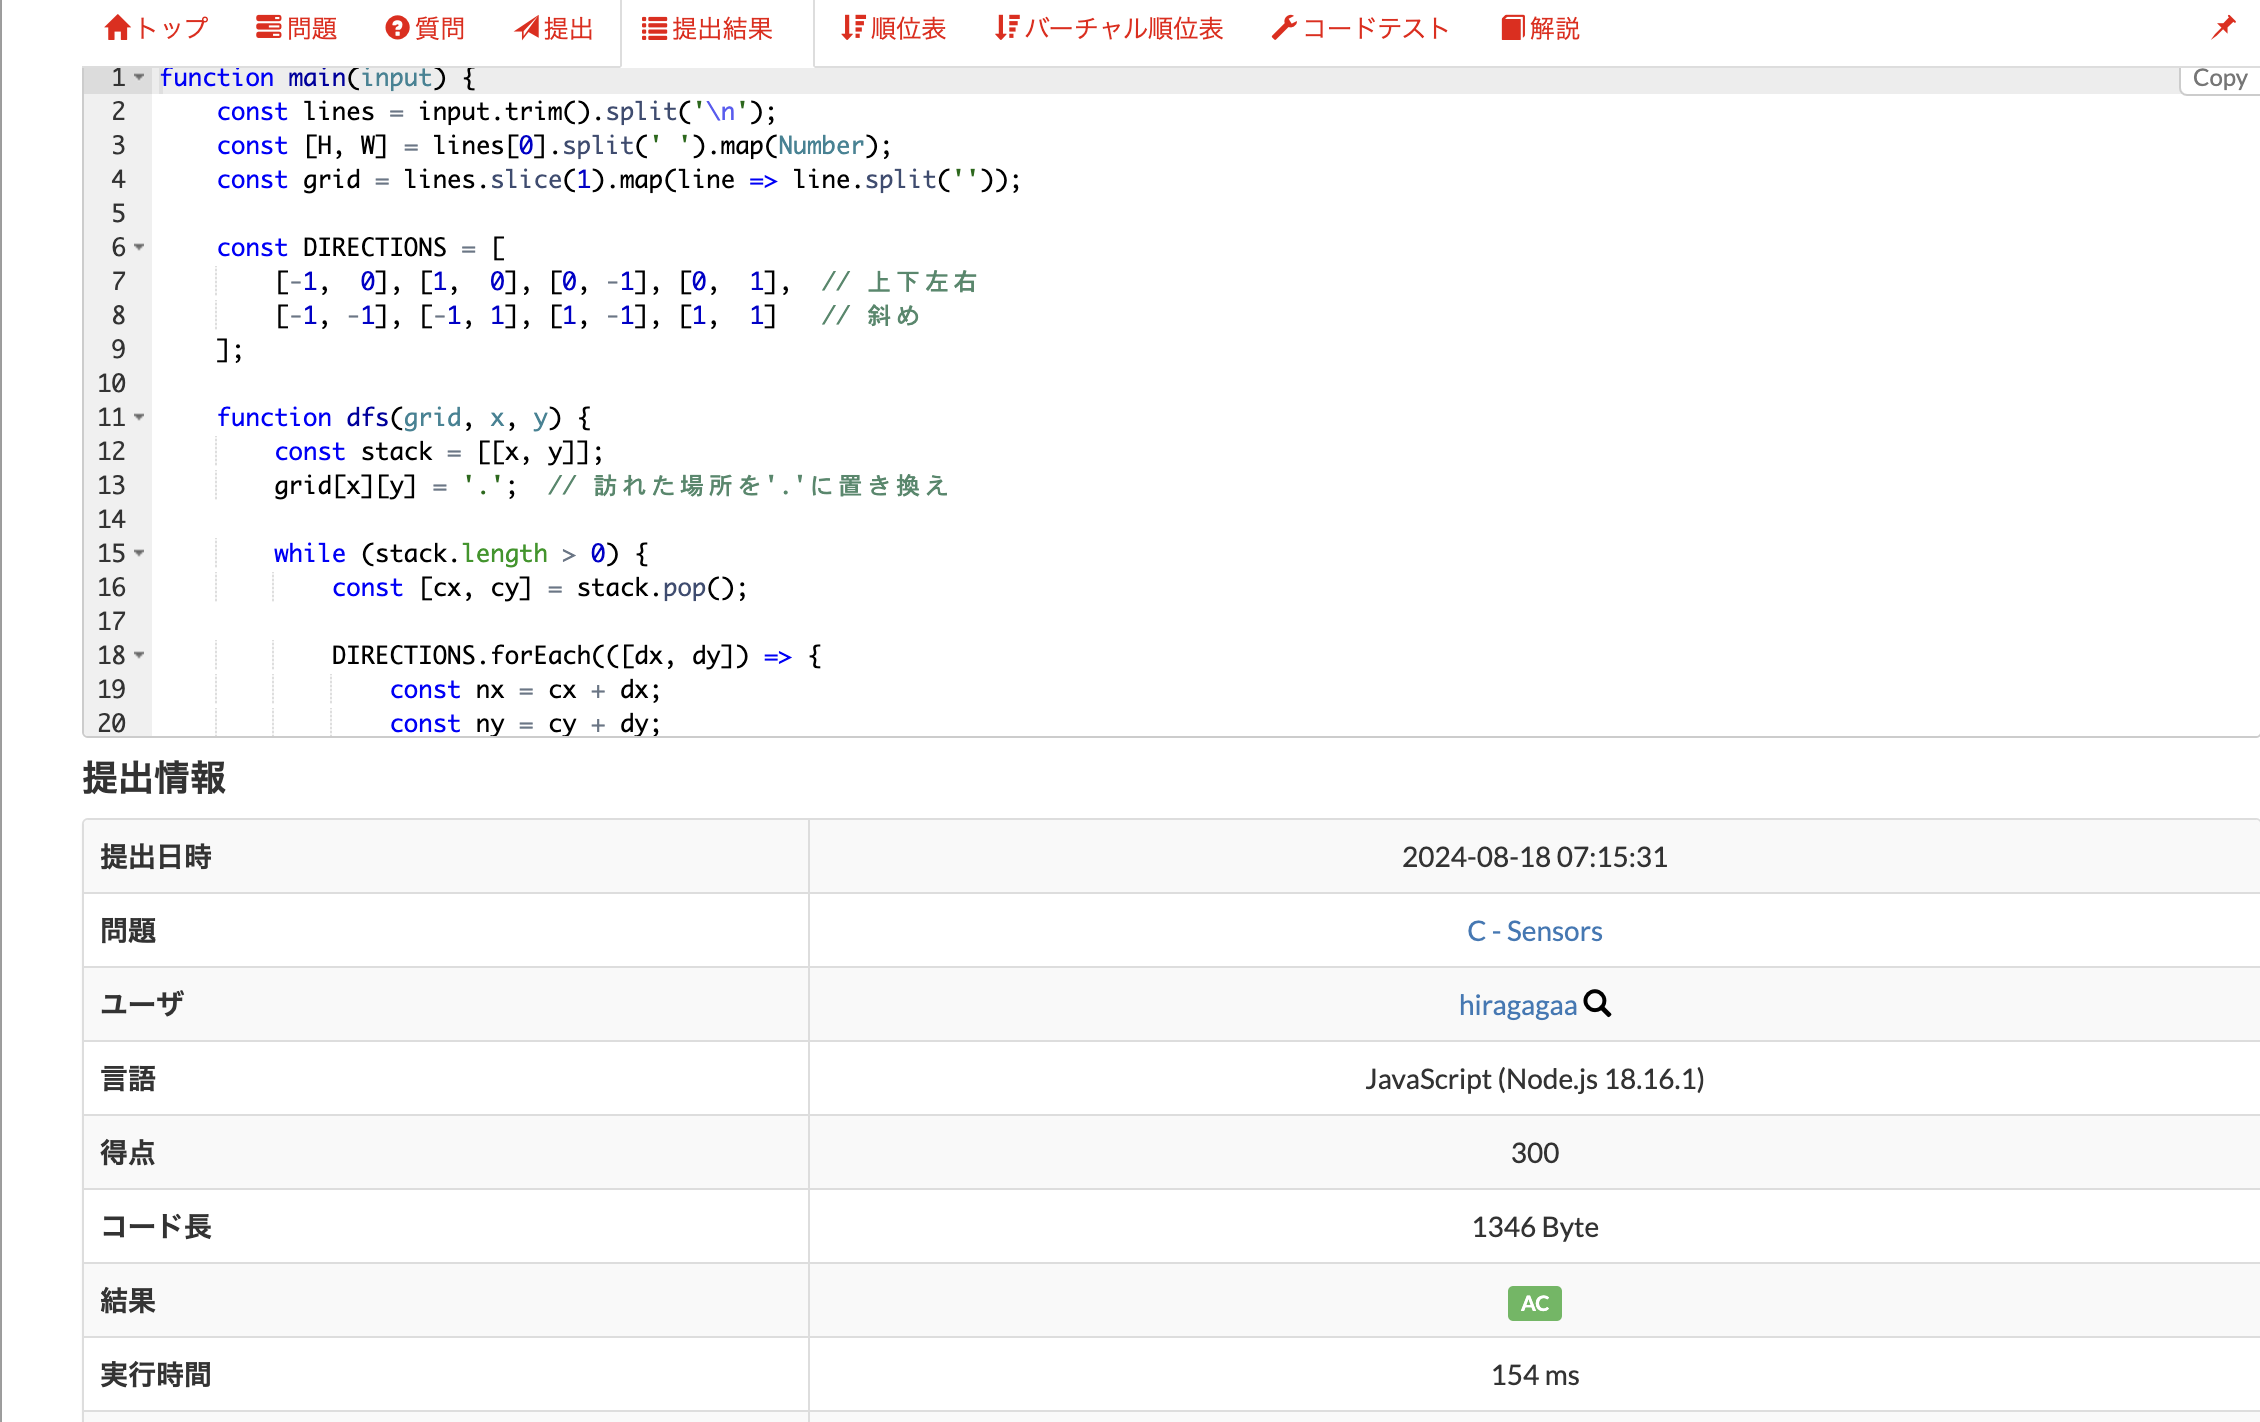 トップ 問題 質問 提出 提出結果 順位表 バーチャル順位表 コードテスト 解説
Copy
1 function main(input) {
2     const lines = input.trim().split('\n');
3     const [H, W] = lines[0].split(' ').map(Number);
4     const grid = lines.slice(1).map(line => line.split(''));
5
6     const DIRECTIONS = [
7         [-1,  0], [1,  0], [0, -1], [0,  1],  // 上下左右
8         [-1, -1], [-1, 1], [1, -1], [1,  1]   // 斜め
9     ];
10
11     function dfs(grid, x, y) {
12         const stack = [[x, y]];
13         grid[x][y] = '.';  // 訪れた場所を'.'に置き換え
14
15         while (stack.length > 0) {
16             const [cx, cy] = stack.pop();
17
18             DIRECTIONS.forEach(([dx, dy]) => {
19                 const nx = cx + dx;
20                 const ny = cy + dy;
提出情報
提出日時 2024-08-18 07:15:31
問題 C - Sensors
ユーザ hiragagaa
言語 JavaScript (Node.js 18.16.1)
得点 300
コード長 1346 Byte
結果 AC
実行時間 154 ms